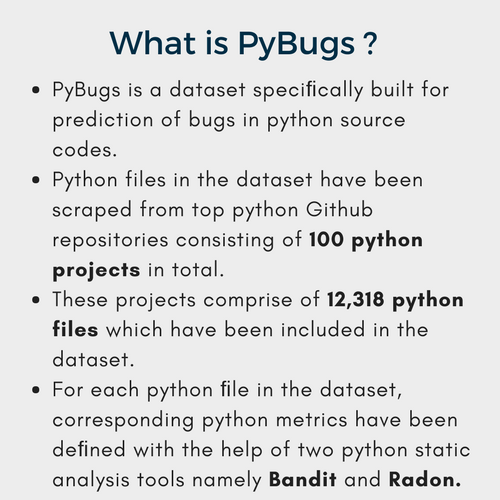 What is PyBugs ?
• PyBugs is a dataset specifically built for
prediction of bugs in python source
codes.
• Python files in the dataset have been
scraped from top python Github
repositories consisting of 100 python
projects in total.
• These projects comprise of 12,318 python
files which have been included in the
dataset.
• For each python file in the dataset,
corresponding python metrics have been
defined with the help of two python static
analysis tools namely Bandit and Radon.